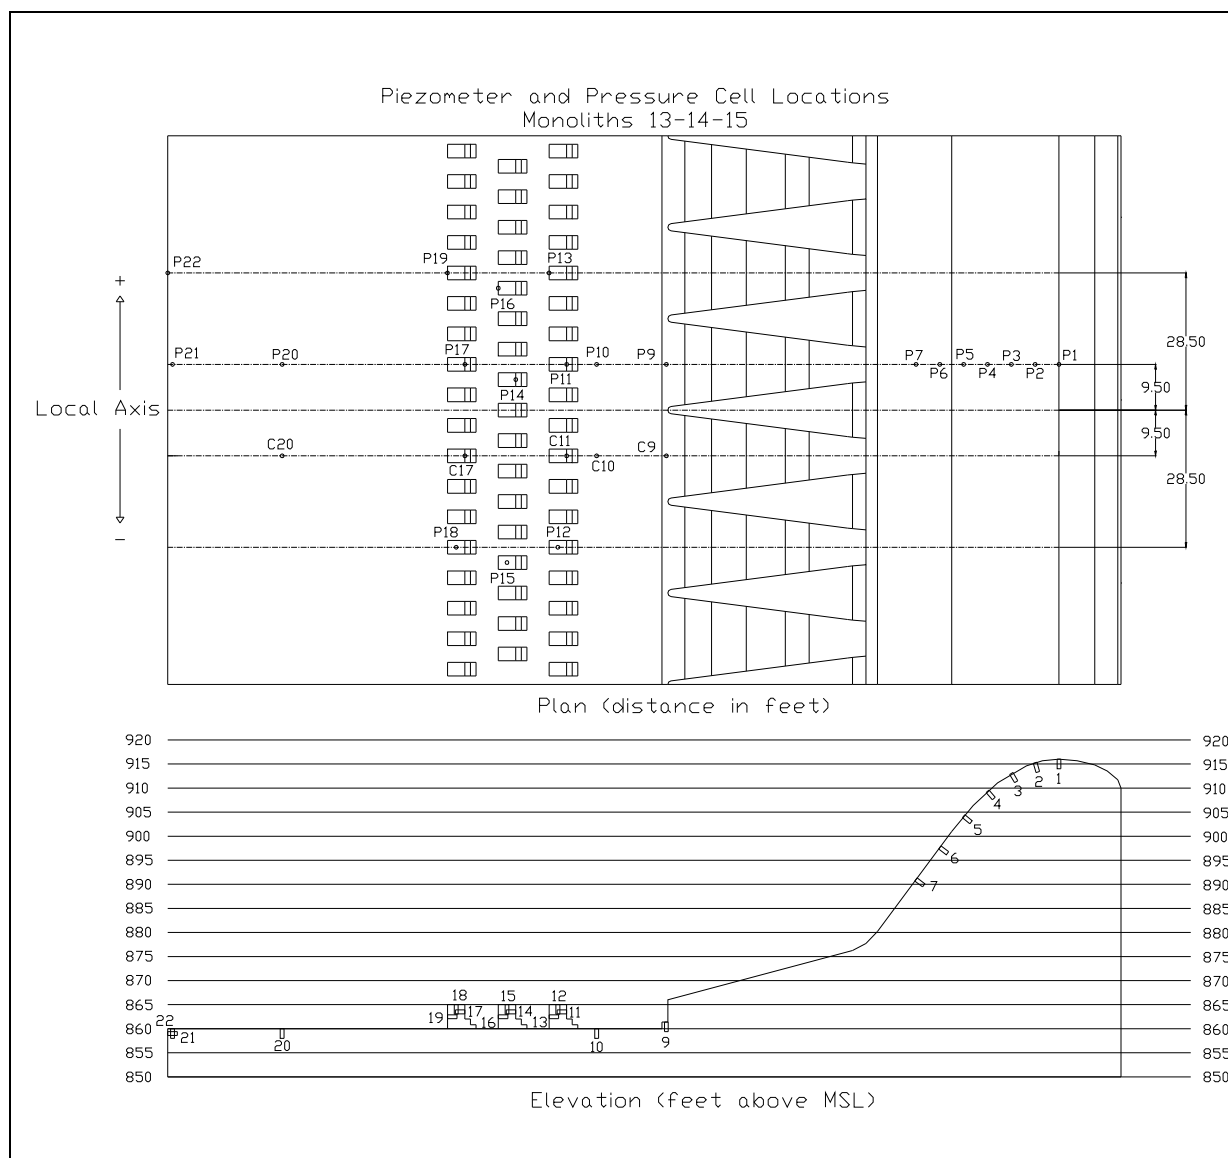 Piezometer and Pressure Cell Locations
Monoliths 13-14-15
P22
P19
P13
+
P16
28.50
P21
P20
P17
P10
P9
P7
P5
P3
P1
P11
P6
P4
P2
P14
9.50
Local Axis
9.50
C20
C11
C9
C17
C10
28.50
P18
P12
-
P15
Plan (distance in feet)
920 920
915 915
1
2
3
910 910
4
905 905
5
900 900
6
895 895
890 890
7
885 885
880 880
875 875
870 870
865 865
18 15 12
17 14 11
22 19 16 13
860 860
21 20 10 9
855 855
850 850
Elevation (feet above MSL)